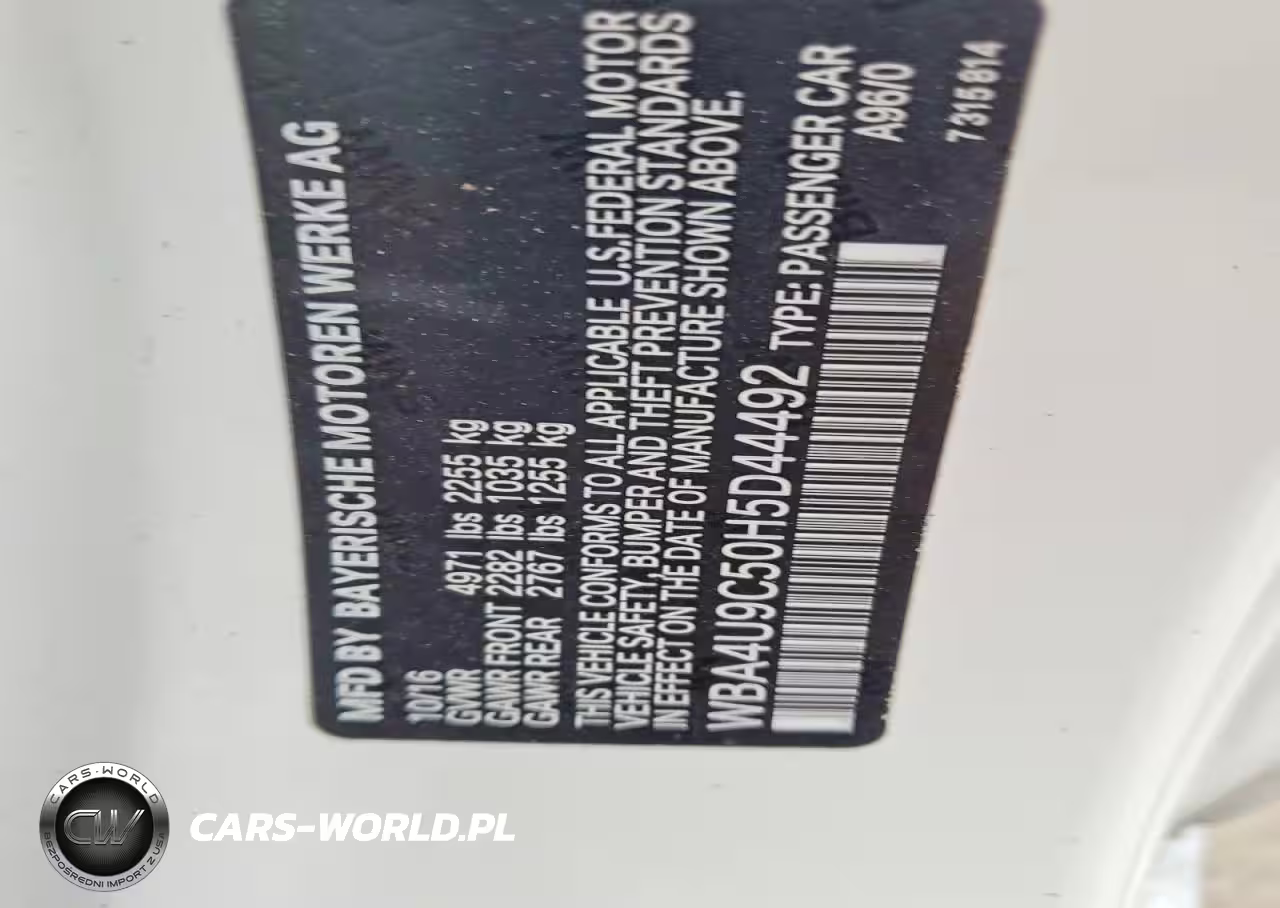 MFD BY BAYERISCHE MOTOREN WERKE AG
10/16
GVWR 4971 lbs 2255 kg
GAWR FRONT 2282 lbs 1035 kg
GAWR REAR 2767 lbs 1255 kg
THIS VEHICLE CONFORMS TO ALL APPLICABLE U.S.FEDERAL MOTOR
VEHICLE SAFETY, BUMPER AND THEFT PREVENTION STANDARDS
IN EFFECT ON THE DATE OF MANUFACTURE SHOWN ABOVE.
WBA4U9C50H5D44492 TYPE: PASSENGER CAR
A96/0
7315814
CARS-WORLD
CW
BEZPOŚREDNI IMPORT Z USA
CARS-WORLD.PL